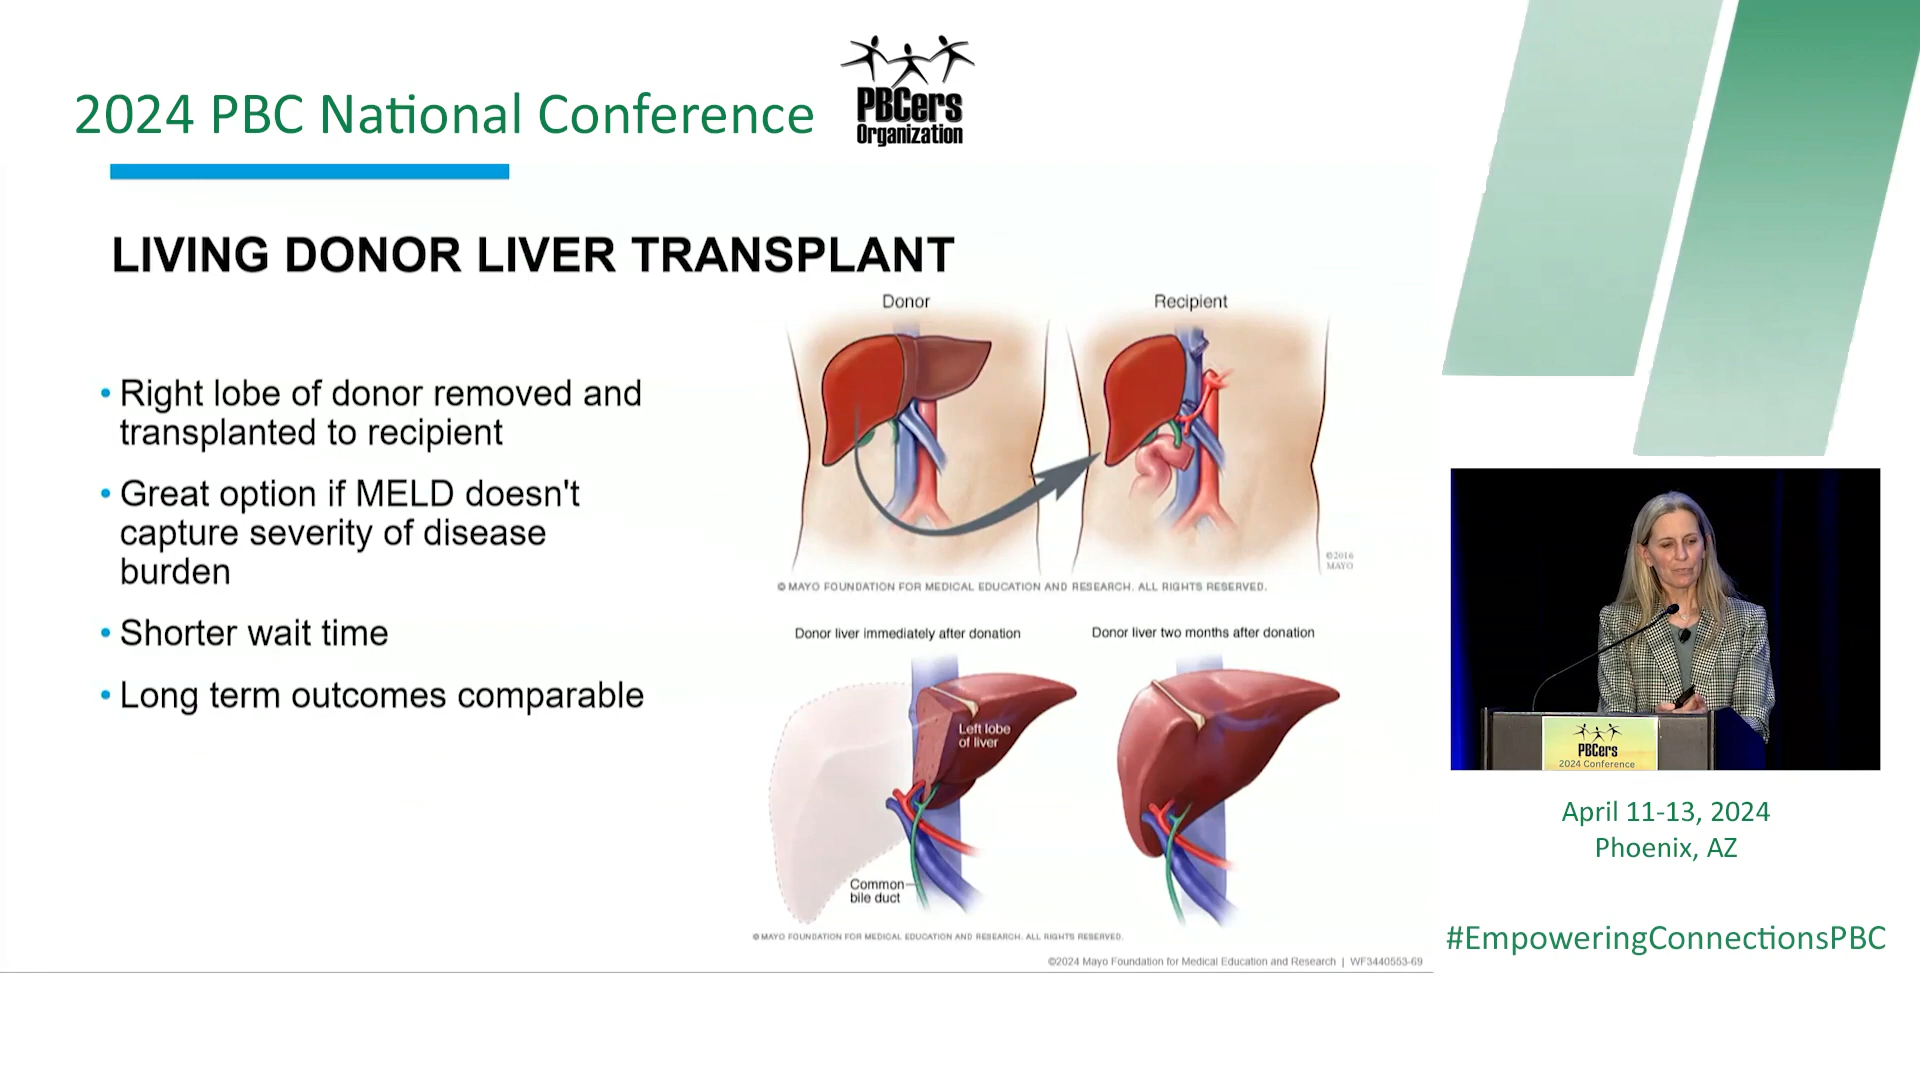 2024 PBC National Conference
PBCers
Organization
LIVING DONOR LIVER TRANSPLANT
• Right lobe of donor removed and
transplanted to recipient
• Great option if MELD doesn't
capture severity of disease
burden
• Shorter wait time
• Long term outcomes comparable
Donor
Recipient
©2016
MAYO
© MAYO FOUNDATION FOR MEDICAL EDUCATION AND RESEARCH. ALL RIGHTS RESERVED.
Donor liver immediately after donation
Donor liver two months after donation
Left lobe
of liver
Common
bile duct
© MAYO FOUNDATION FOR MEDICAL EDUCATION AND RESEARCH. ALL RIGHTS RESERVED.
©2024 Mayo Foundation for Medical Education and Research | WF3440553-69
PBCers
2024 Conference
April 11-13, 2024
Phoenix, AZ
#EmpoweringConnectionsPBC